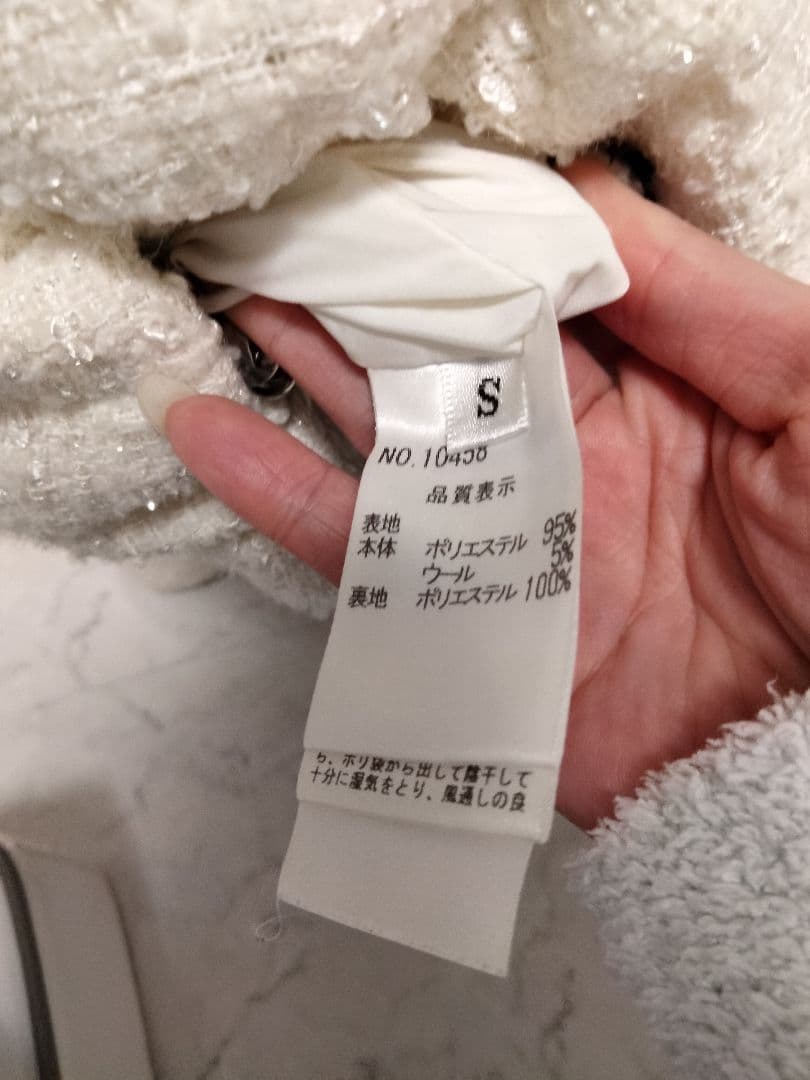 S
NO. 10458
品質表示
表地
本体 ポリエステル 95%
ウール 5%
裏地 ポリエステル 100%
ら、ポリ袋から出して陰干して
十分に湿気をとり、風通しの良